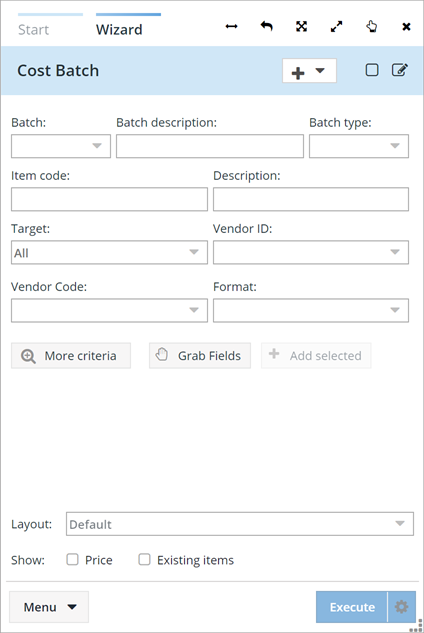 Start Wizard
Cost Batch
Batch: Batch description: Batch type:
Item code: Description:
Target: Vendor ID:
All
Vendor Code: Format:
More criteria Grab Fields Add selected
Layout: Default
Show: Price Existing items
Menu Execute